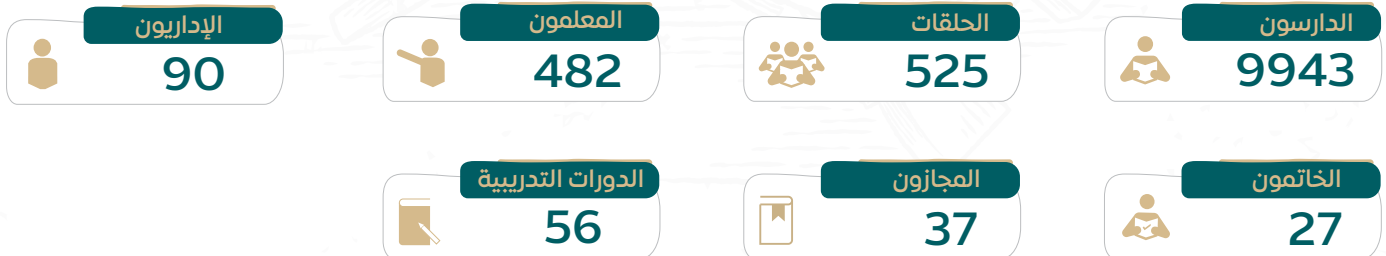 الدارسون
9943
الحلقات
525
المعلمون
482
الإداريون
90
الخاتمون
27
المجازون
37
الدورات التدريبية
56